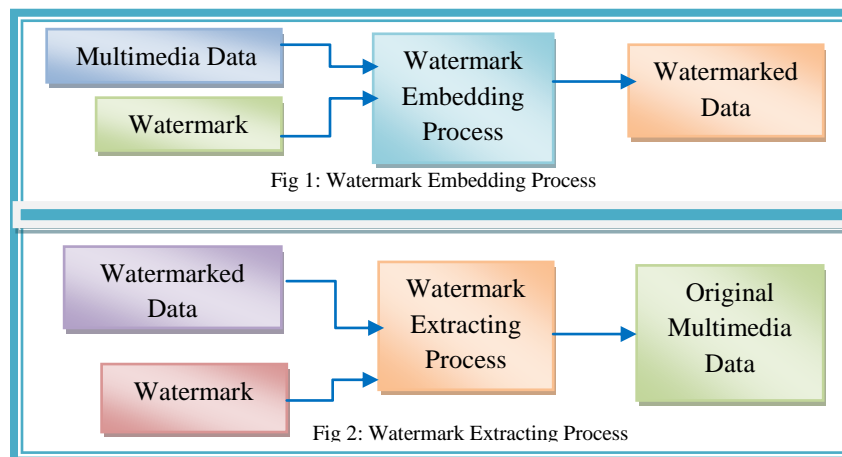 Multimedia Data
Watermark
Watermark
Embedding
Process
Watermarked
Data
Fig 1: Watermark Embedding Process
Watermarked
Data
Watermark
Watermark
Extracting
Process
Original
Multimedia
Data
Fig 2: Watermark Extracting Process